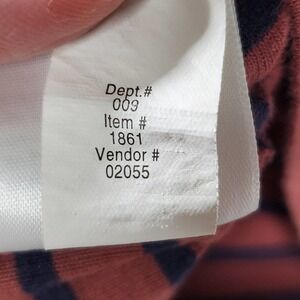 Dept.#
009
Item #
1861
Vendor #
02055